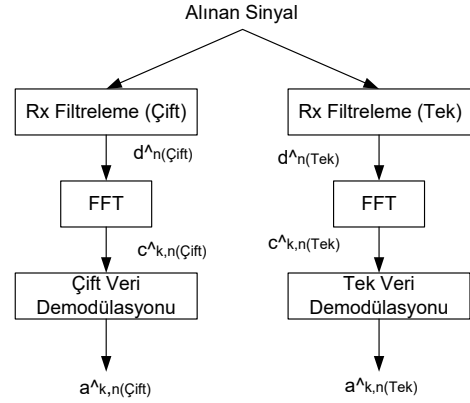 Alınan Sinyal
Rx Filtreleme (Çift)
Rx Filtreleme (Tek)
d^n(Çift)
d^n(Tek)
FFT
FFT
c^k,n(Çift)
c^k,n(Tek)
Çift Veri
Demodülasyonu
Tek Veri
Demodülasyonu
a^k,n(Çift)
a^k,n(Tek)